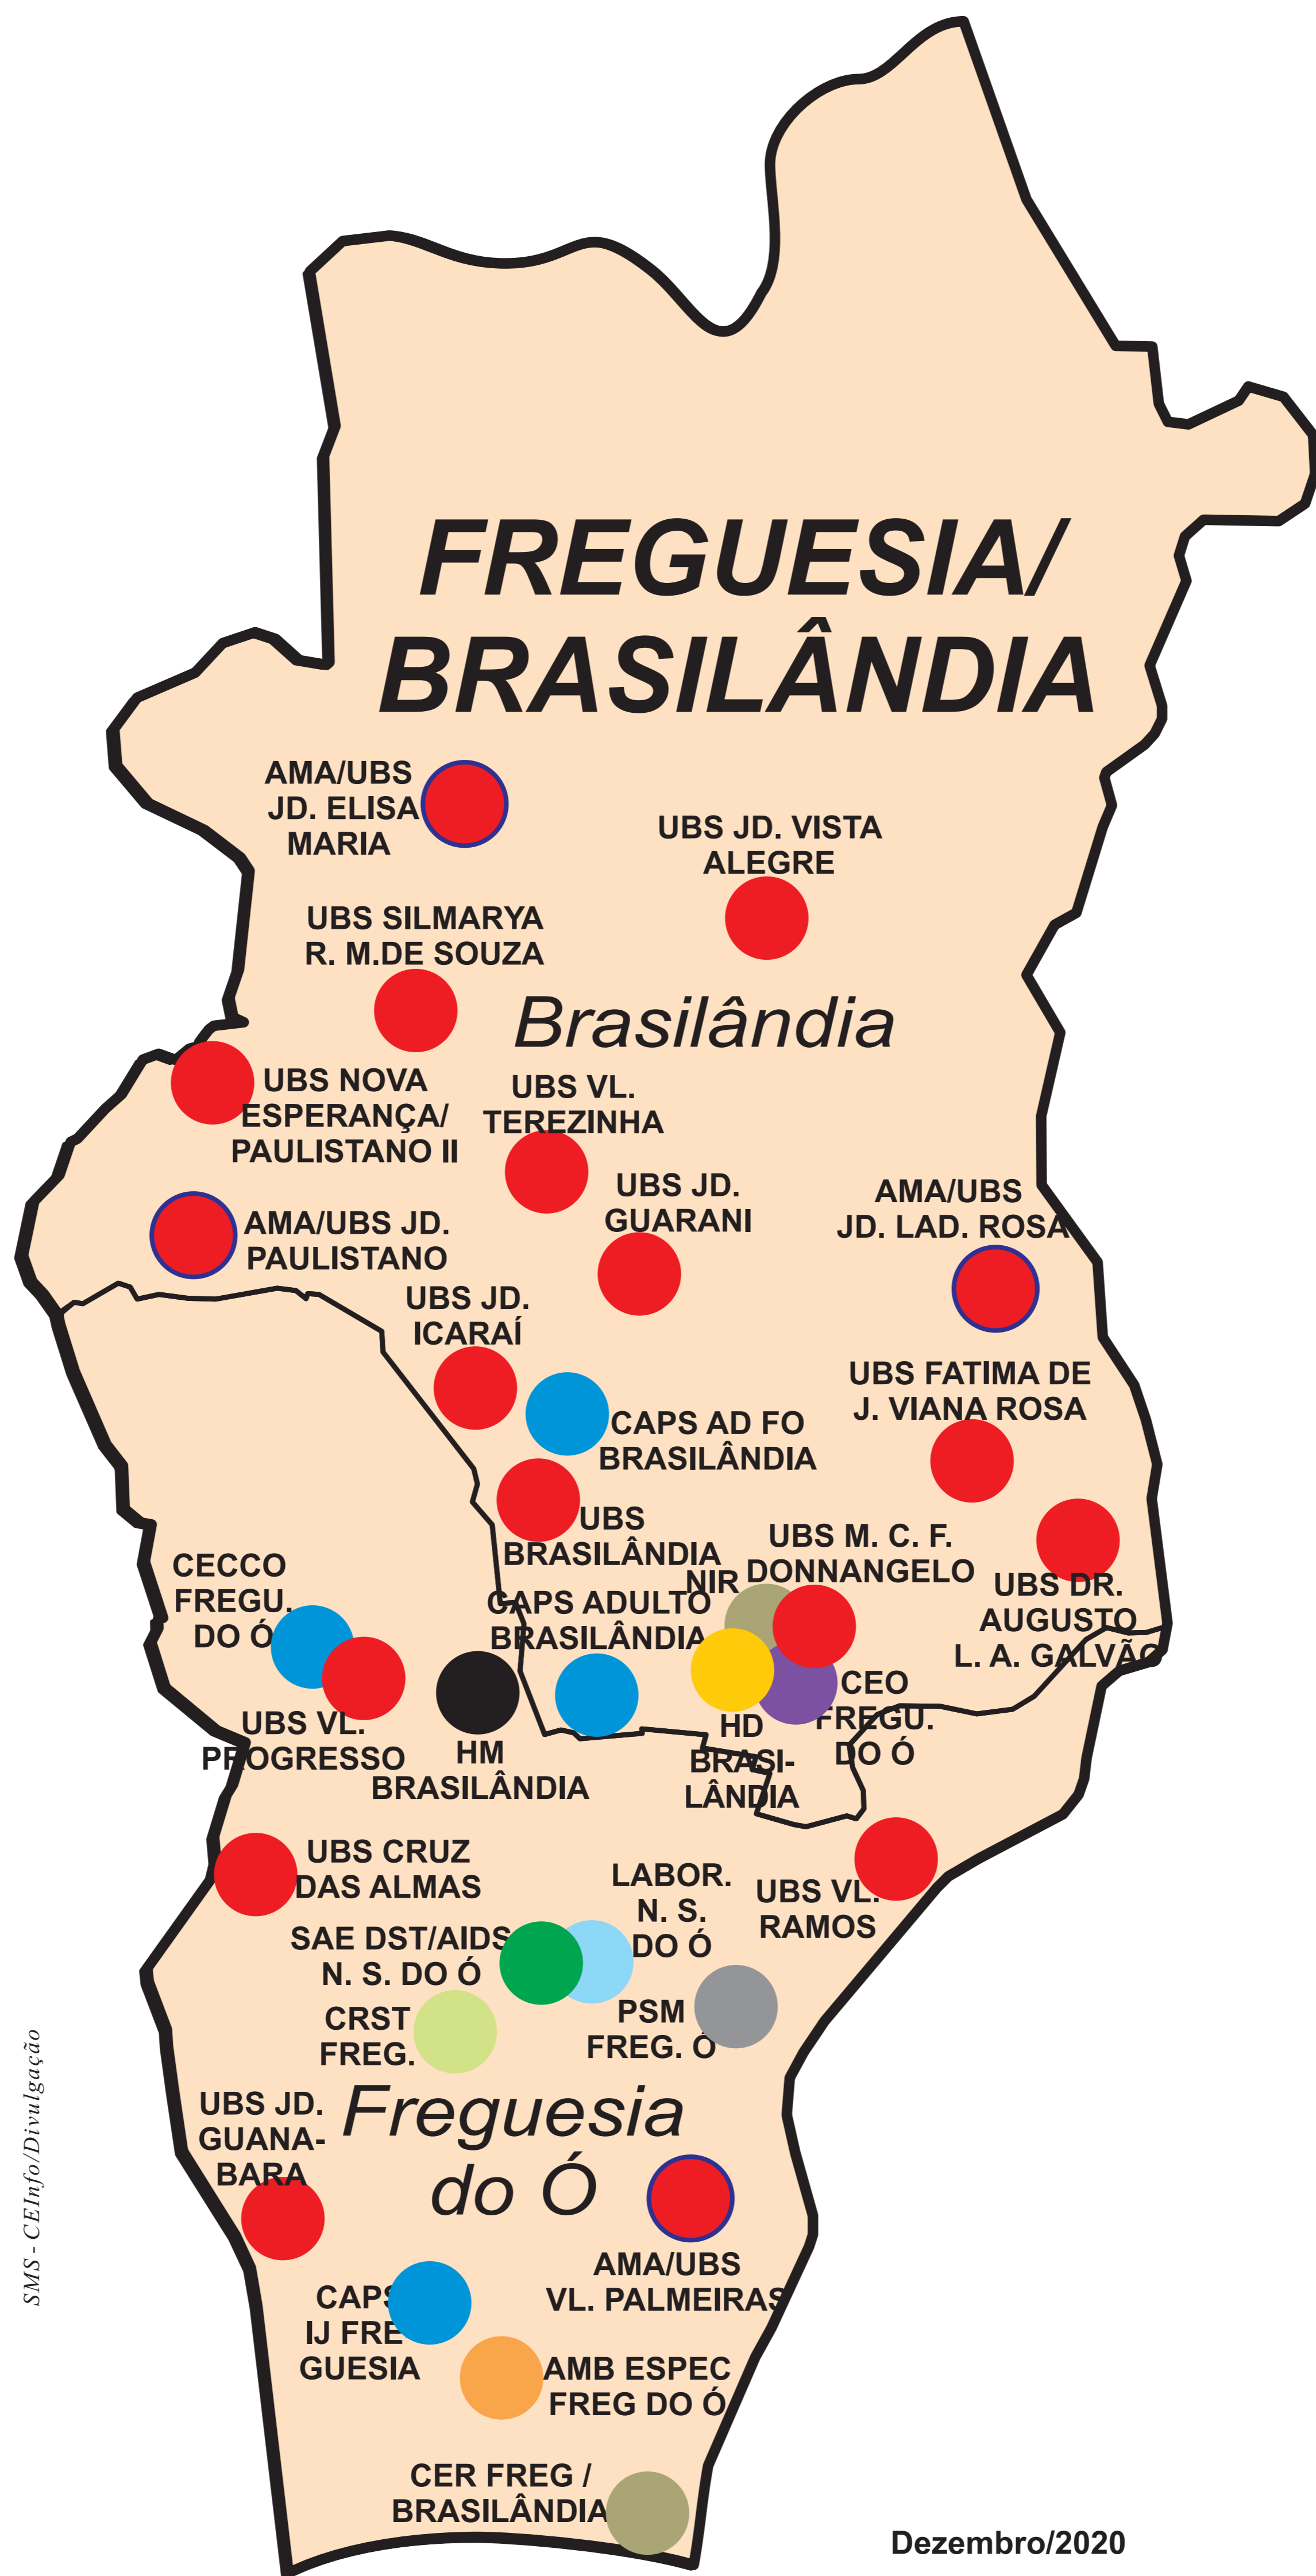 FREGUESIA/
BRASILÂNDIA
AMA/UBS
JD. ELISA
MARIA
UBS JD. VISTA
ALEGRE
UBS SILMARYA
R. M.DE SOUZA
Brasilândia
UBS NOVA
ESPERANÇA/
PAULISTANO II
UBS VL.
TEREZINHA
UBS JD.
GUARANI
AMA/UBS
JD. LAD. ROSA
AMA/UBS JD.
PAULISTANO
UBS JD.
ICARAÍ
UBS FATIMA DE
J. VIANA ROSA
CAPS AD FO
BRASILÂNDIA
UBS
BRASILÂNDIA
UBS M. C. F.
DONNANGELO
NIR
CECCO
FREGU.
DO Ó
CAPS ADULTO
BRASILÂNDIA
UBS DR.
AUGUSTO
L. A. GALVÃO
CEO
FREGU.
DO Ó
UBS VL.
PROGRESSO
HM
BRASILÂNDIA
HD
BRASI-
LÂNDIA
UBS CRUZ
DAS ALMAS
LABOR.
N. S.
DO Ó
UBS VL.
RAMOS
SAE DST/AIDS
N. S. DO Ó
CRST
FREG.
PSM
FREG. Ó
Freguesia
do Ó
UBS JD.
GUANA-
BARA
AMA/UBS
VL. PALMEIRAS
CAPS
IJ FRE
GUESIA
AMB ESPEC
FREG DO Ó
CER FREG /
BRASILÂNDIA
Dezembro/2020
SMS - CEInfo/Divulgação